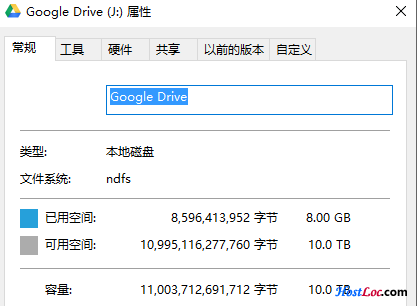 Google Drive (J:) 属性
常规 工具 硬件 共享 以前的版本 自定义
Google Drive
类型: 本地磁盘
文件系统: ndfs
已用空间: 8,596,413,952 字节 8.00 GB
可用空间: 10,995,116,277,760 字节 10.0 TB
容量: 11,003,712,691,712 字节 10.0 TB
HostLoc.com